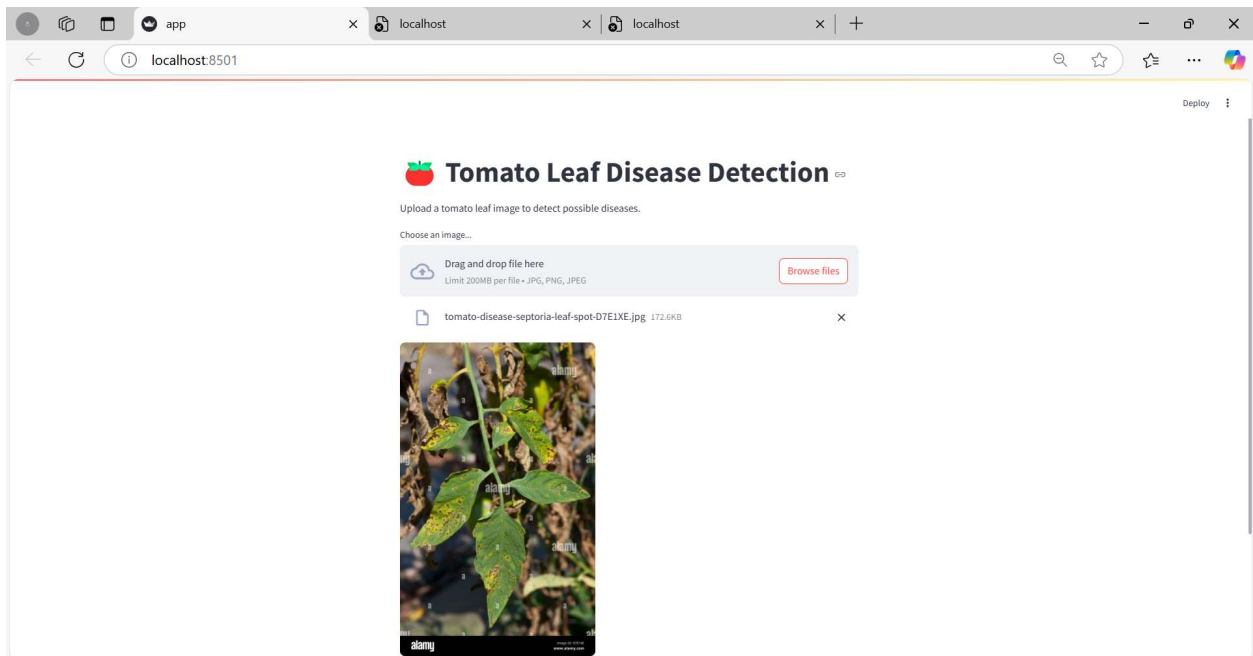 app
localhost
localhost
localhost:8501
Deploy
Tomato Leaf Disease Detection
Upload a tomato leaf image to detect possible diseases.
Choose an image...
Drag and drop file here
Limit 200MB per file • JPG, PNG, JPEG
Browse files
tomato-disease-septoria-leaf-spot-D7E1XE.jpg 172.6KB
alamy
a
a
a
a
alamy
a
a
a
alamy
a
a
a
alamy
www.alamy.com